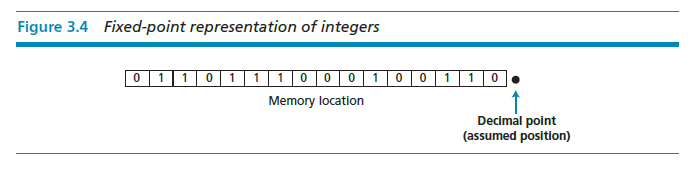 Figure 3.4 Fixed-point representation of integers
0 1 1 0 1 1 1 0 0 0 1 0 0 1 1 0
Memory location
Decimal point
(assumed position)